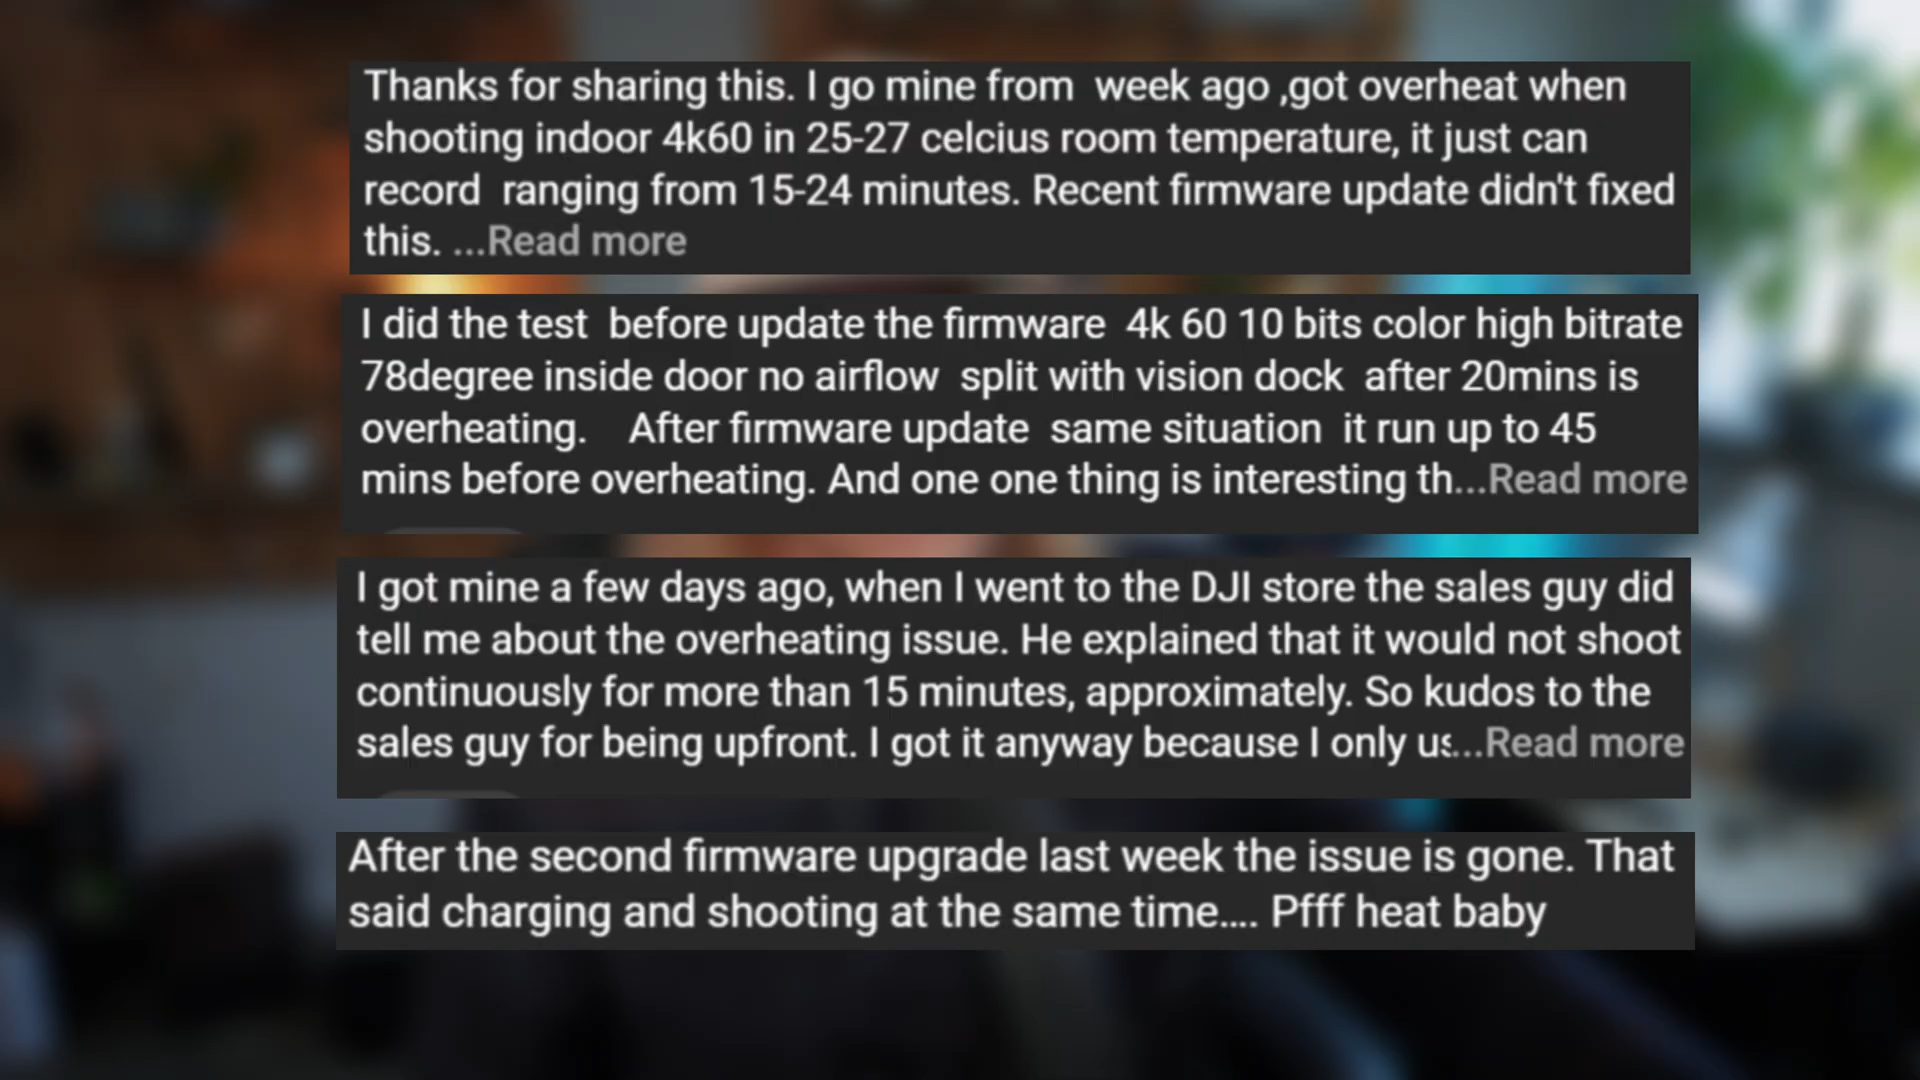 Thanks for sharing this. I go mine from  week ago ,got overheat when
shooting indoor 4k60 in 25-27 celcius room temperature, it just can
record  ranging from 15-24 minutes. Recent firmware update didn't fixed
this. ...Read more
I did the test  before update the firmware  4k 60 10 bits color high bitrate
78degree inside door no airflow  split with vision dock  after 20mins is
overheating.    After firmware update  same situation  it run up to 45
mins before overheating. And one one thing is interesting th...Read more
I got mine a few days ago, when I went to the DJI store the sales guy did
tell me about the overheating issue. He explained that it would not shoot
continuously for more than 15 minutes, approximately. So kudos to the
sales guy for being upfront. I got it anyway because I only us...Read more
After the second firmware upgrade last week the issue is gone. That
said charging and shooting at the same time.... Pfff heat baby